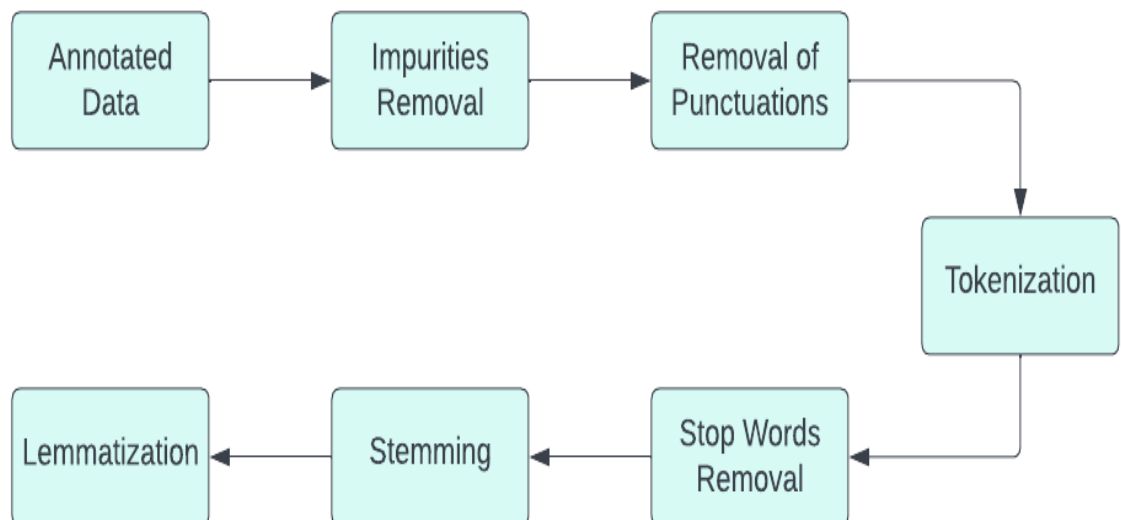 Annotated
Data
Impurities
Removal
Removal of
Punctuations
Tokenization
Stop Words
Removal
Stemming
Lemmatization